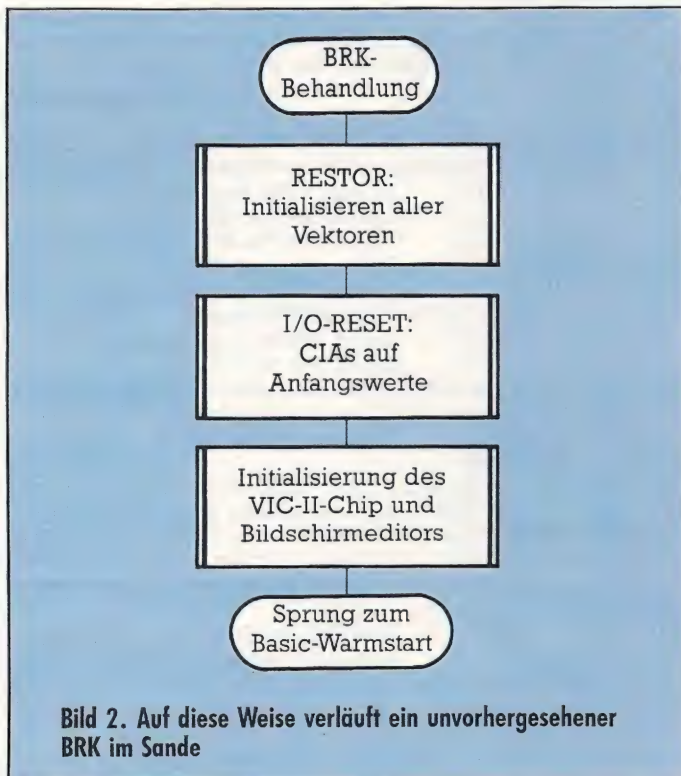 BRK-
Behandlung
RESTOR:
Initialisieren aller
Vektoren
I/O-RESET:
CIAs auf
Anfangswerte
Initialisierung des
VIC-II-Chip und
Bildschirmeditors
Sprung zum
Basic-Warmstart
Bild 2. Auf diese Weise verläuft ein unvorhergesehener
BRK im Sande